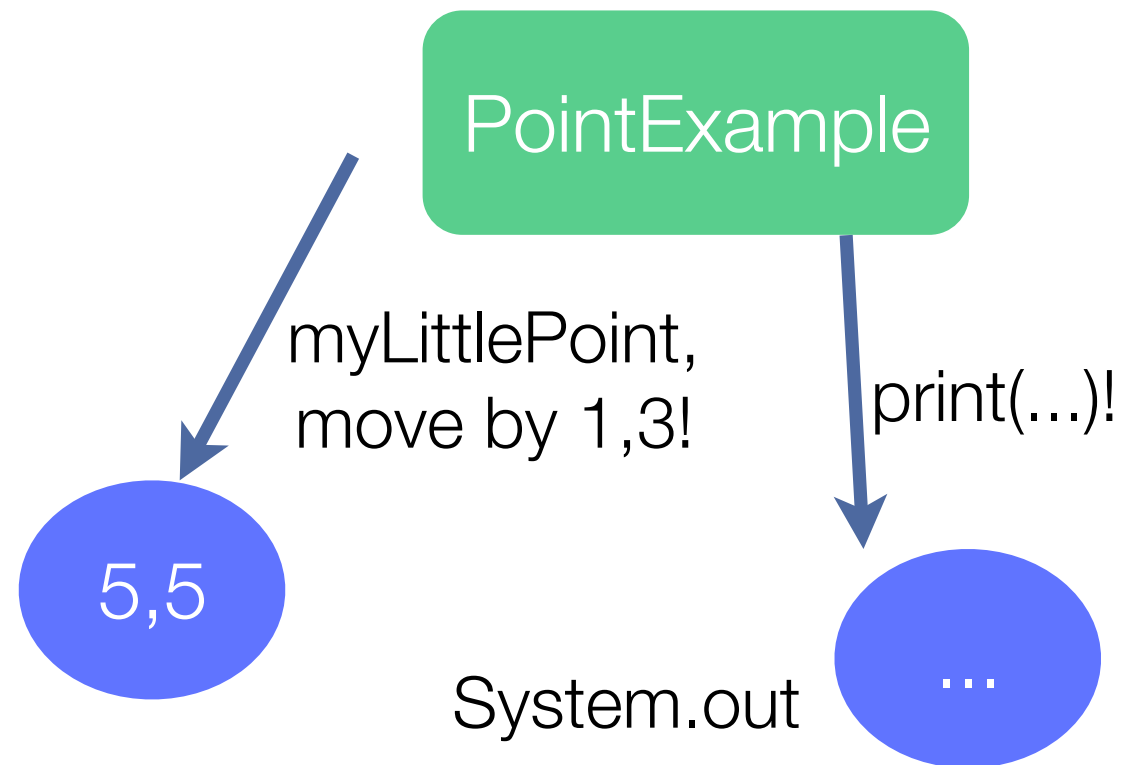 PointExample
myLittlePoint,
move by 1,3!
print(...)!
5,5
System.out
...